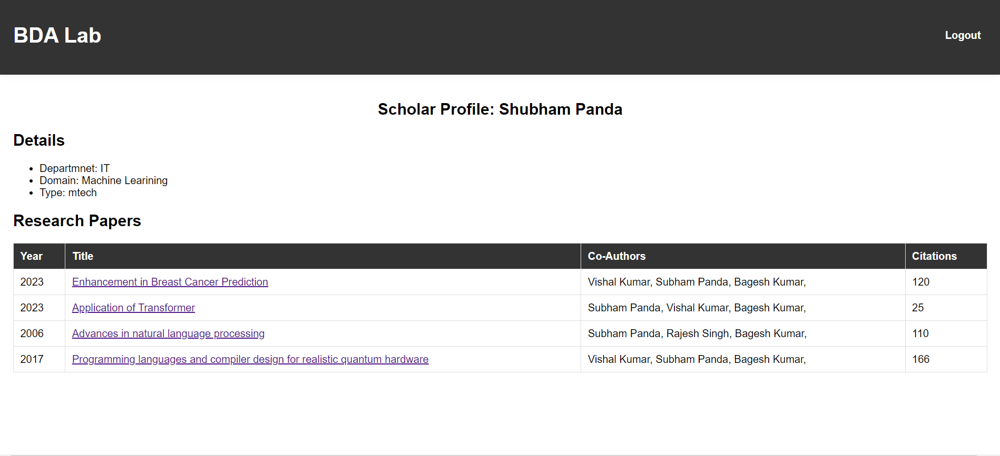 BDA Lab Logout
Scholar Profile: Shubham Panda
Details
• Departmnet: IT
• Domain: Machine Learining
• Type: mtech
Research Papers
Year Title Co-Authors Citations
2023 Enhancement in Breast Cancer Prediction Vishal Kumar, Subham Panda, Bagesh Kumar, 120
2023 Application of Transformer Subham Panda, Vishal Kumar, Bagesh Kumar, 25
2006 Advances in natural language processing Subham Panda, Rajesh Singh, Bagesh Kumar, 110
2017 Programming languages and compiler design for realistic quantum hardware Vishal Kumar, Subham Panda, Bagesh Kumar, 166